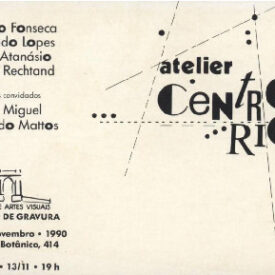 o Fonseca
do Lopes
Atanásio
Rechtand
s convidados
Miguel
do Mattos
E ARTES VISUAIS
DE GRAVURA
ovembro • 1990
Botânico, 414
• 13/11 • 19 h
atelier
CENTRO
RIO